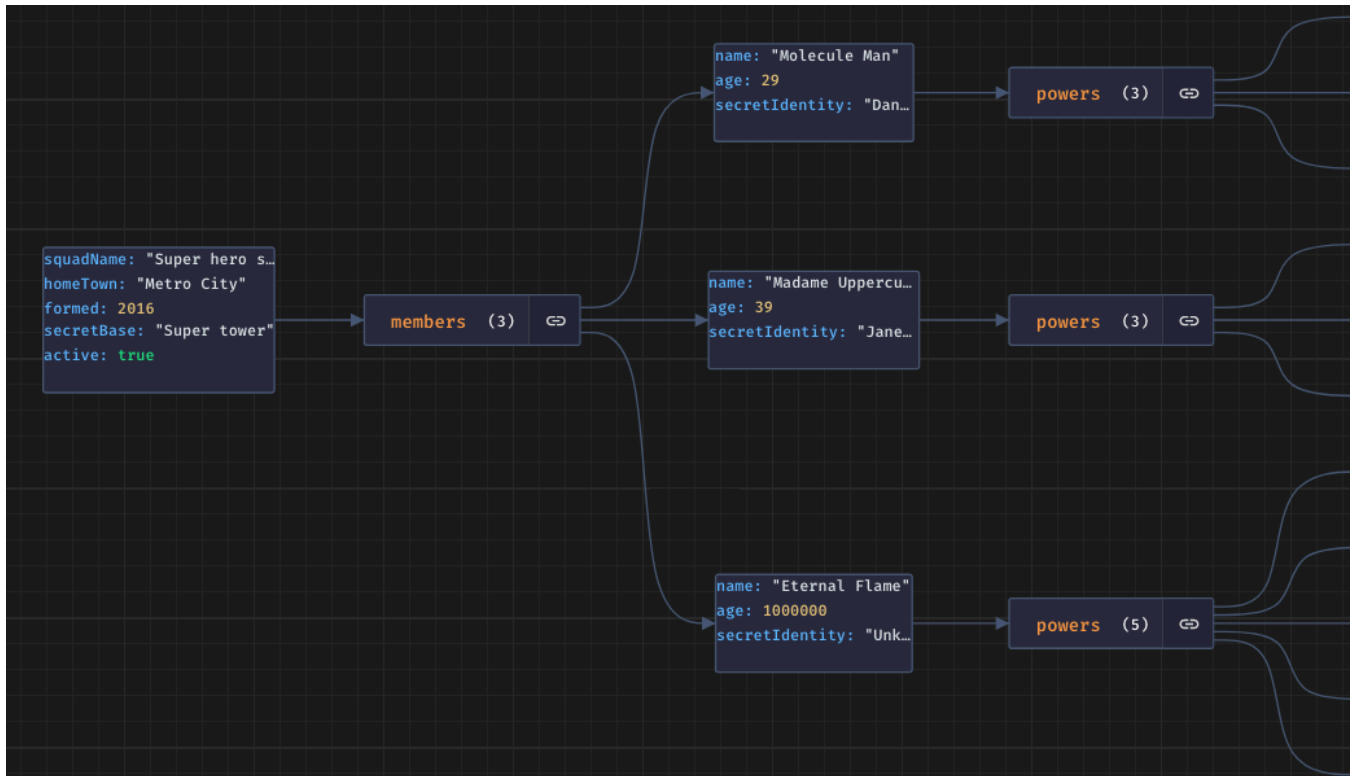 squadName: "Super hero s…
homeTown: "Metro City"
formed: 2016
secretBase: "Super tower"
active: true
members (3)
name: "Molecule Man"
age: 29
secretIdentity: "Dan…
powers (3)
name: "Madame Uppercu…
age: 39
secretIdentity: "Jane…
powers (3)
name: "Eternal Flame"
age: 1000000
secretIdentity: "Unk…
powers (5)